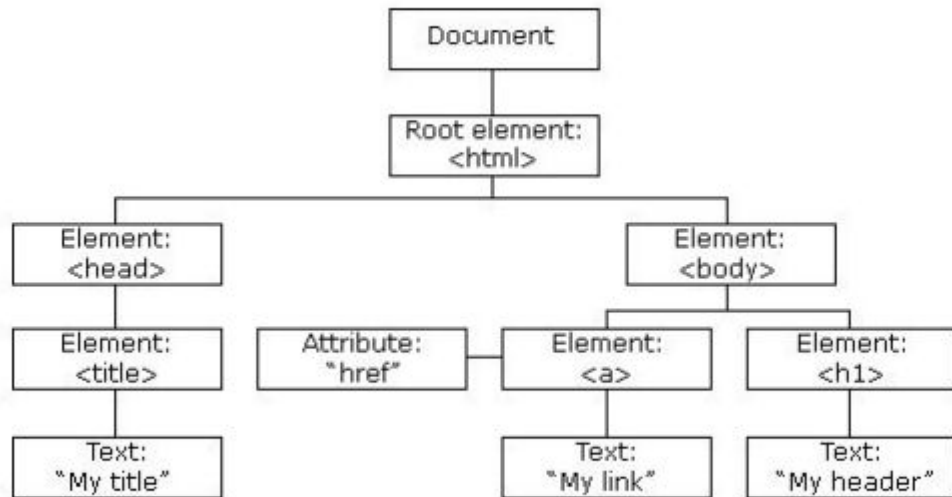 Document
Root element:
<html>
Element:
<head>
Element:
<body>
Element:
<title>
Attribute:
“href”
Element:
<a>
Element:
<h1>
Text:
“My title”
Text:
“My link”
Text:
“My header”